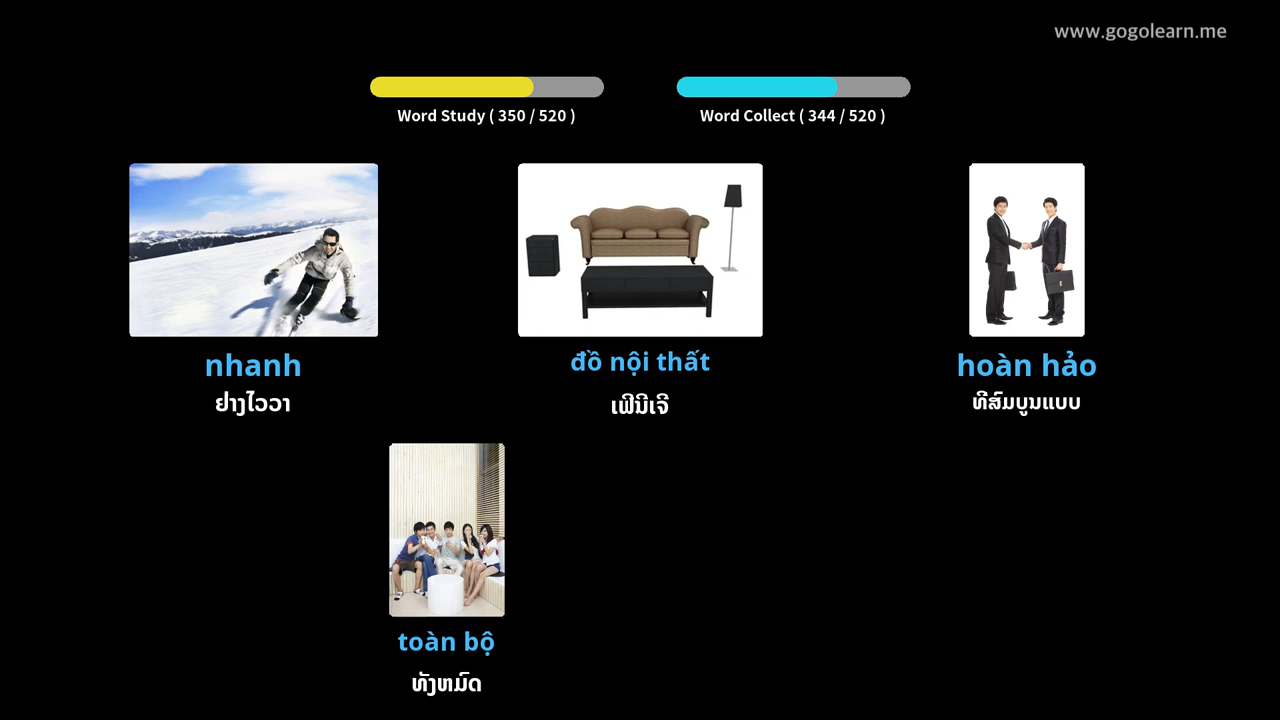 www.gogolearn.me
Word Study ( 350 / 520 )
Word Collect ( 344 / 520 )
nhanh
ຢ່າງໄວວາ
đồ nội thất
ເຟີນີເຈີ
hoàn hảo
ທີ່ສົມບູນແບບ
toàn bộ
ທັງຫມົດ